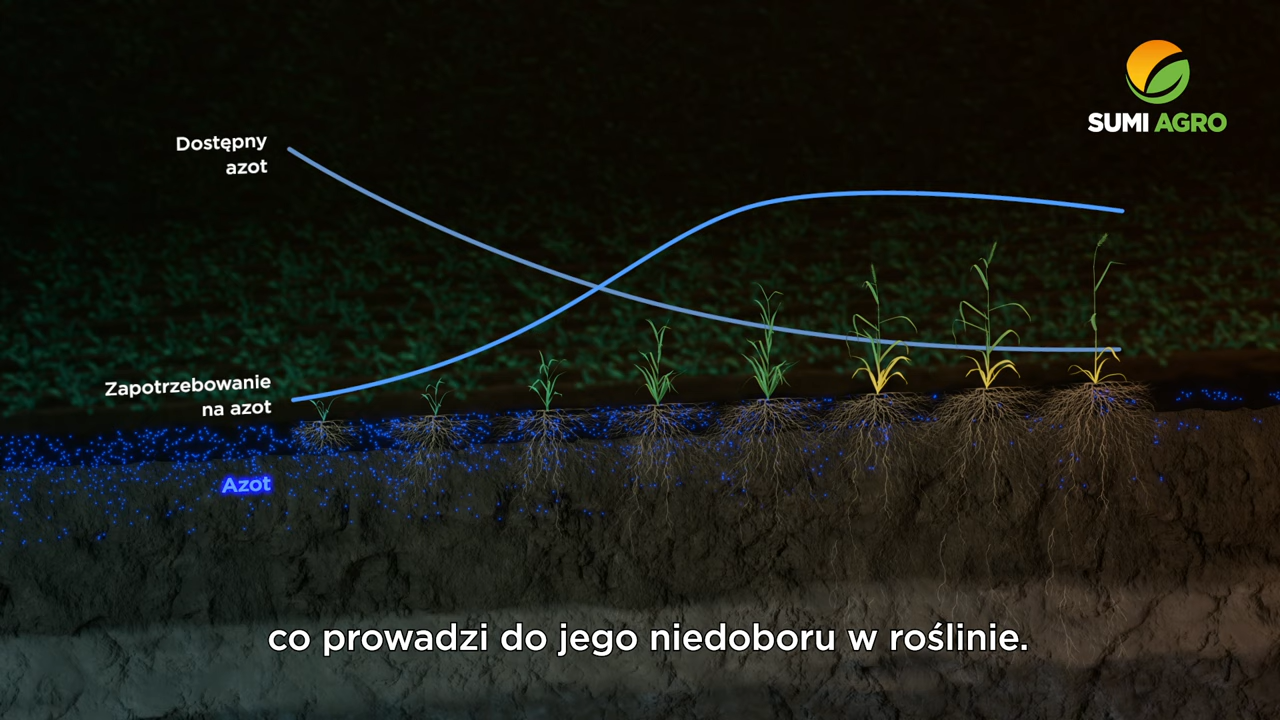 SUMI AGRO
Dostępny
azot
Zapotrzebowanie
na azot
Azot
co prowadzi do jego niedoboru w roślinie.